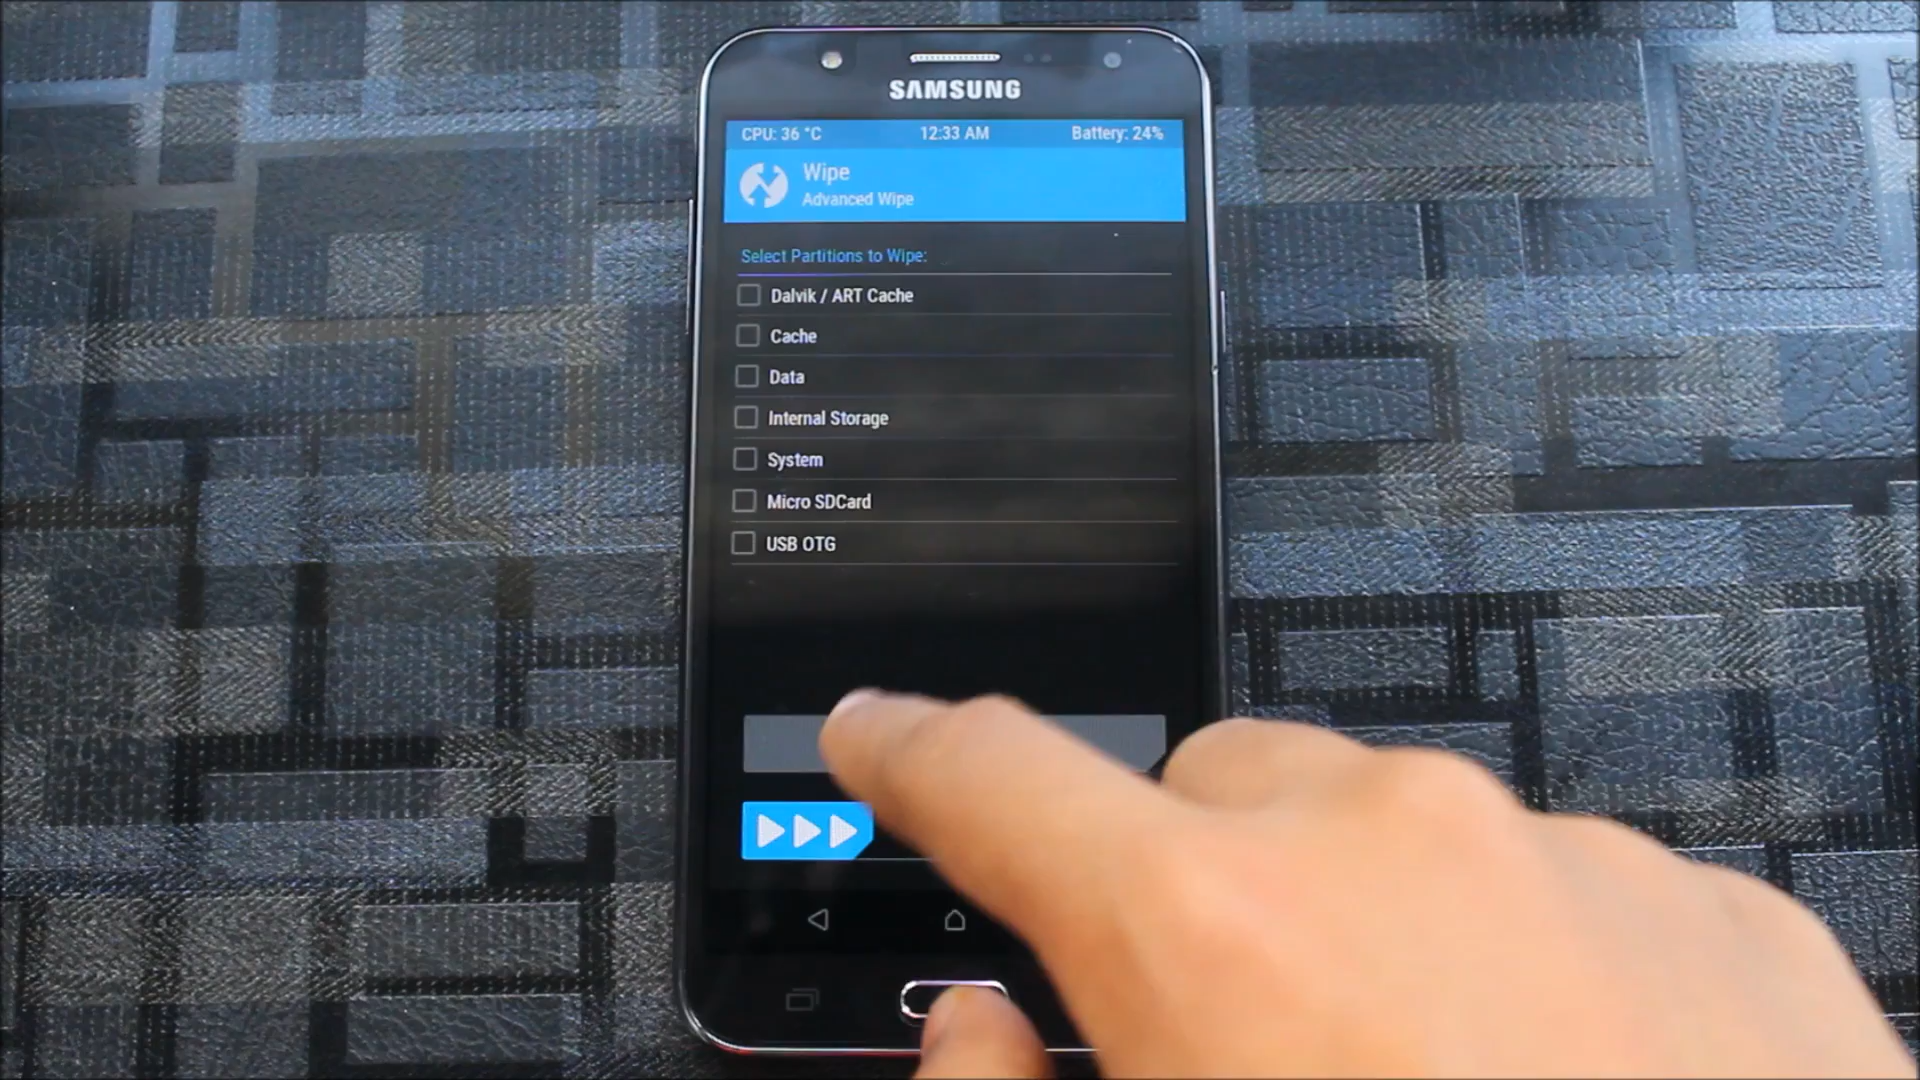 SAMSUNG
CPU: 36 °C 12:33 AM Battery: 24%
Wipe
Advanced Wipe
Select Partitions to Wipe:
Dalvik / ART Cache
Cache
Data
Internal Storage
System
Micro SDCard
USB OTG